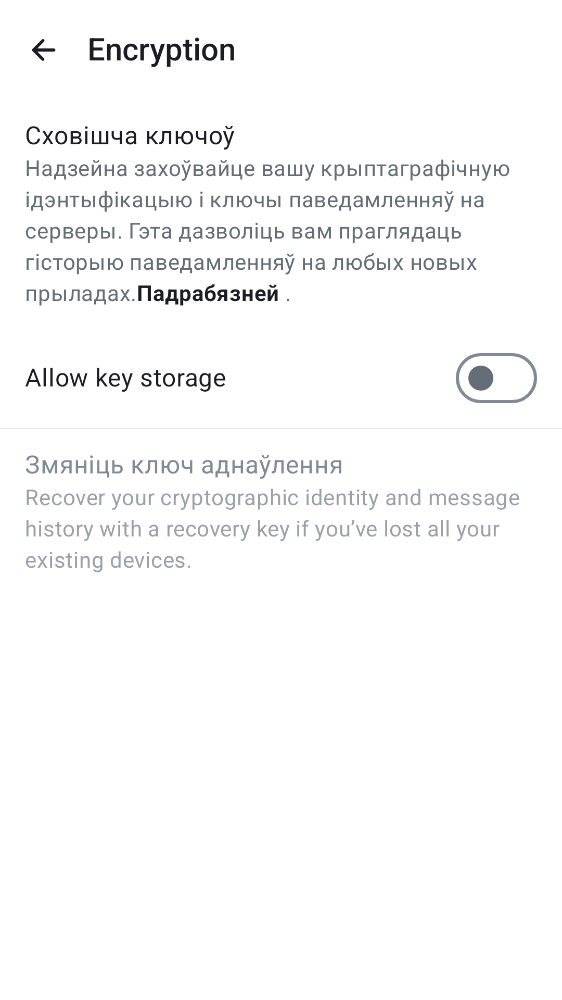 Encryption
Сховішча ключоў
Надзейна захоўвайце вашу крыптаграфічную
ідэнтыфікацыю і ключы паведамленняў на
серверы. Гэта дазволіць вам праглядаць
гісторыю паведамленняў на любых новых
прыладах.Падрабязней .
Allow key storage
Змяніць ключ аднаўлення
Recover your cryptographic identity and message
history with a recovery key if you’ve lost all your
existing devices.